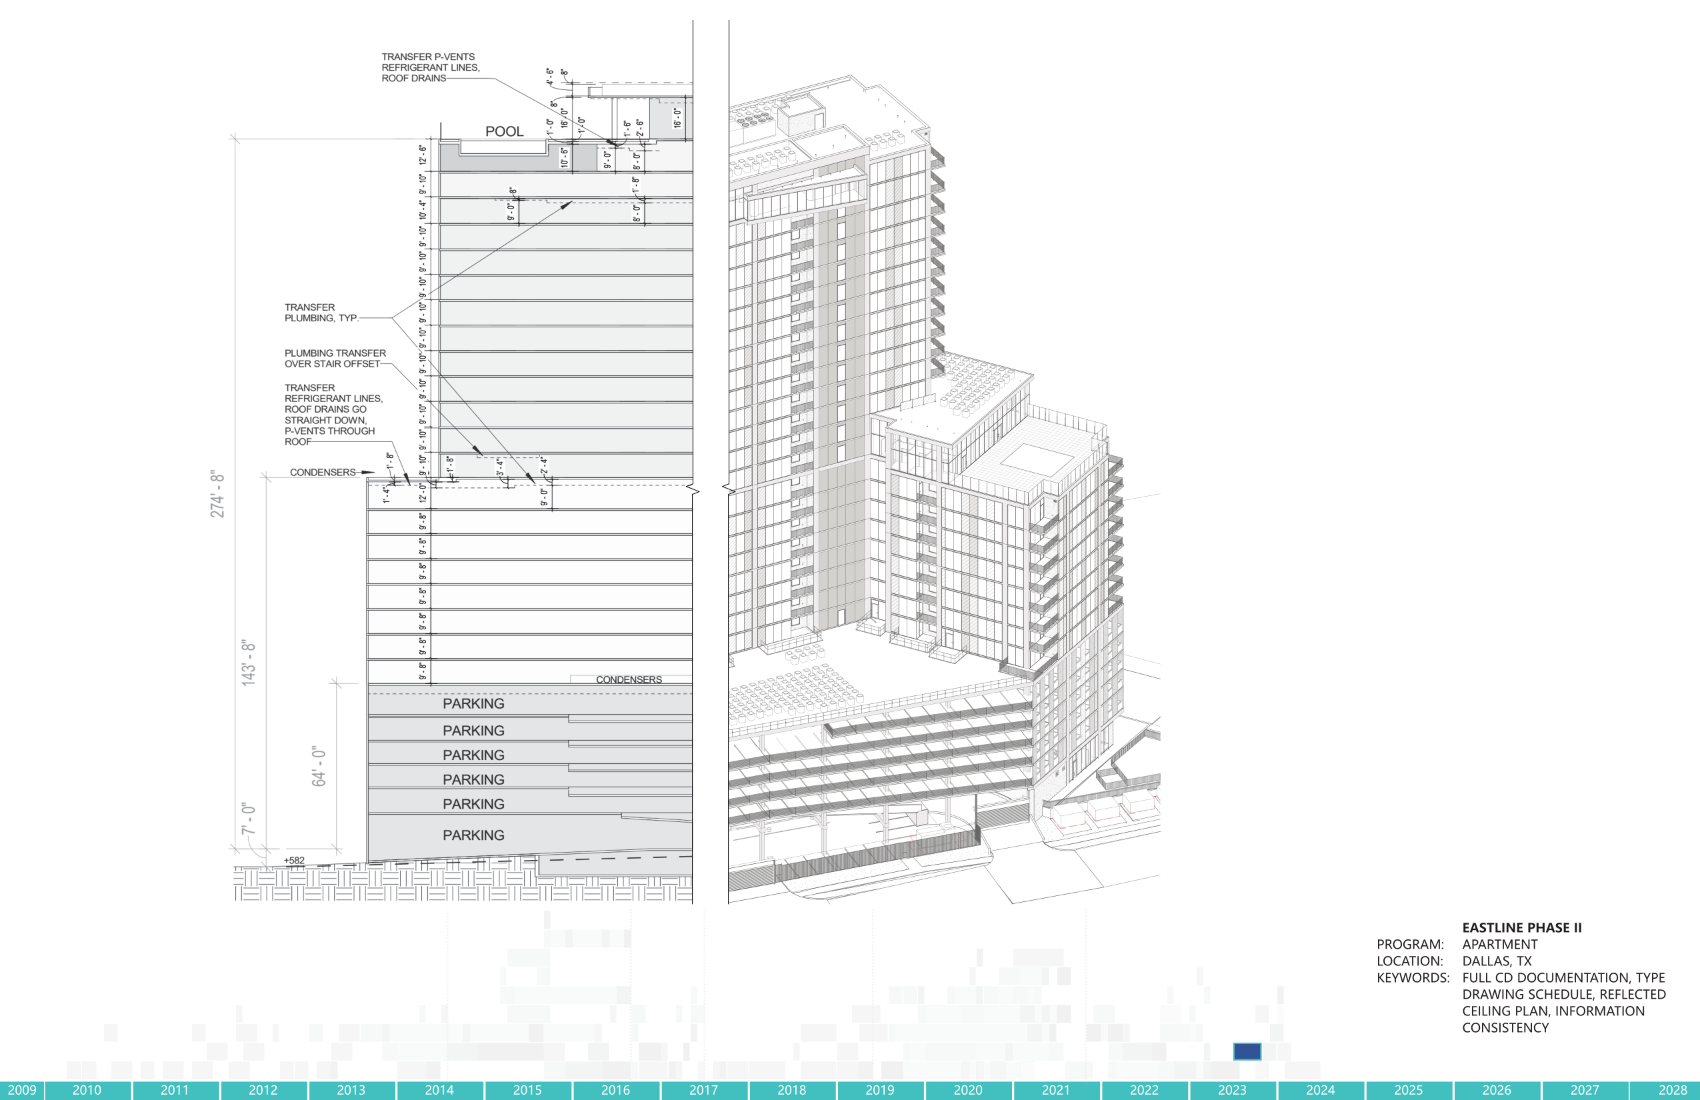 TRANSFER P-VENTS
REFRIGERANT LINES,
ROOF DRAINS
4' - 6"
8"
8"
16' - 0"
1' - 0"
1' - 0"
16' - 0"
1' - 6"
2' - 6"
POOL
12' - 6"
10' - 6"
9' - 0"
8' - 0"
9' - 10"
8"
1' - 8"
10' - 4"
9' - 0"
8' - 0"
9' - 10"
9' - 10"
9' - 10"
9' - 10"
TRANSFER
PLUMBING, TYP.
9' - 10"
9' - 10"
PLUMBING TRANSFER
OVER STAIR OFFSET
9' - 10"
TRANSFER
REFRIGERANT LINES,
ROOF DRAINS GO
STRAIGHT DOWN,
P-VENTS THROUGH
ROOF
9' - 10"
9' - 10"
CONDENSERS
1' - 8"
9' - 10"
1' - 8"
3' - 4"
2' - 4"
274' - 8"
1' - 4"
12' - 0"
9' - 0"
9' - 8"
9' - 8"
9' - 8"
9' - 8"
9' - 8"
9' - 8"
9' - 8"
143' - 8"
CONDENSERS
PARKING
PARKING
PARKING
64' - 0"
PARKING
PARKING
7' - 0"
PARKING
+582
EASTLINE PHASE II
PROGRAM: APARTMENT
LOCATION: DALLAS, TX
KEYWORDS: FULL CD DOCUMENTATION, TYPE
DRAWING SCHEDULE, REFLECTED
CEILING PLAN, INFORMATION
CONSISTENCY
2009 2010 2011 2012 2013 2014 2015 2016 2017 2018 2019 2020 2021 2022 2023 2024 2025 2026 2027 2028